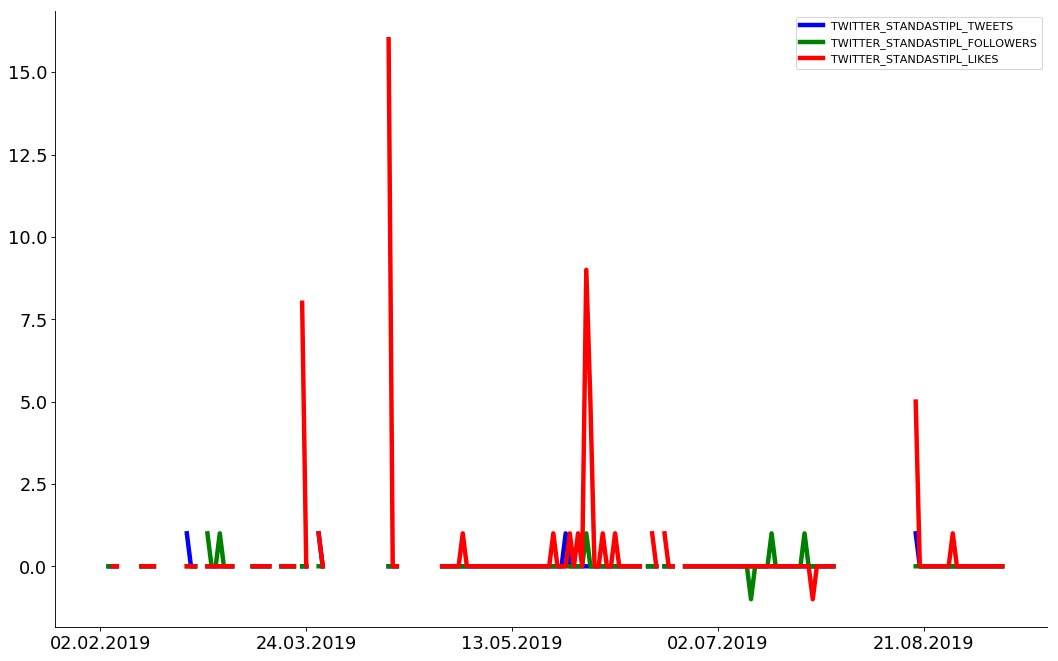 TWITTER_STANDASTIPL_TWEETS
TWITTER_STANDASTIPL_FOLLOWERS
TWITTER_STANDASTIPL_LIKES
15.0
12.5
10.0
7.5
5.0
2.5
0.0
02.02.2019 24.03.2019 13.05.2019 02.07.2019 21.08.2019